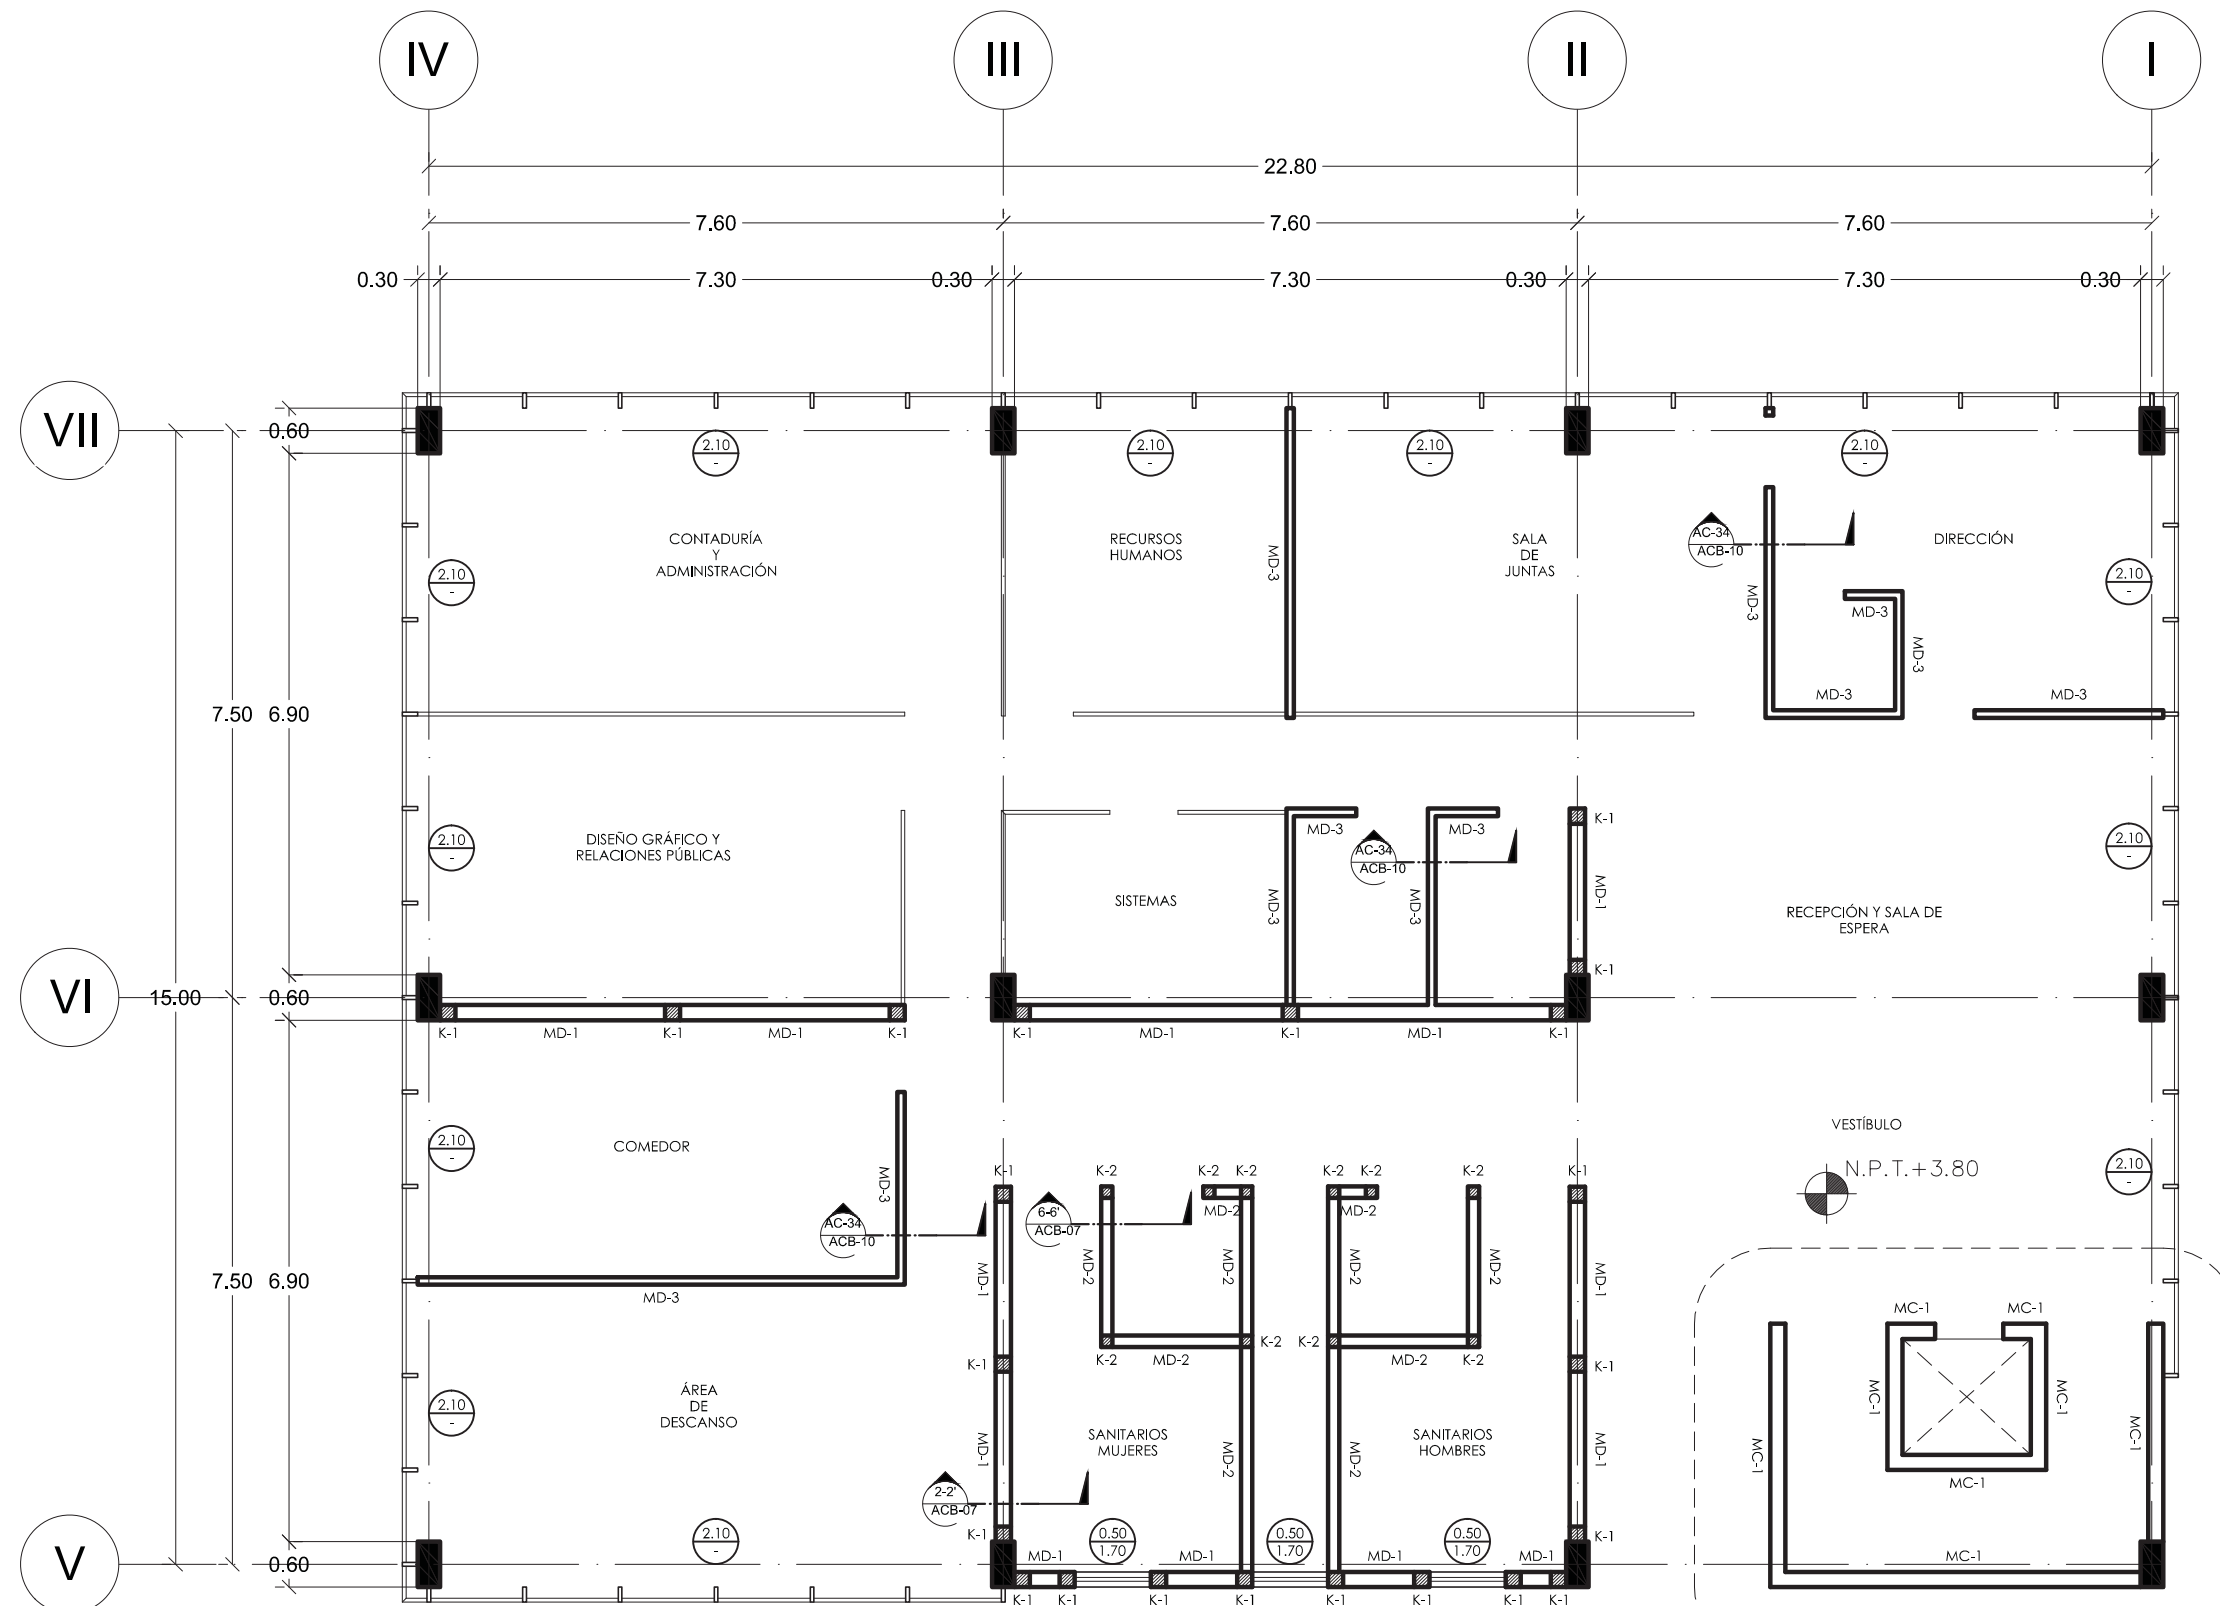 IV
III
II
I
22.80
7.60
7.60
7.60
0.30
7.30
0.30
7.30
0.30
7.30
0.30
VII
0.60
2.10
-
2.10
-
2.10
-
2.10
-
CONTADURÍA
Y
ADMINISTRACIÓN
RECURSOS
HUMANOS
MD-3
SALA
DE
JUNTAS
AC-34
ACB-10
DIRECCIÓN
2.10
-
2.10
-
MD-3
MD-3
MD-3
MD-3
MD-3
7.50
6.90
DISEÑO GRÁFICO Y
RELACIONES PÚBLICAS
2.10
-
MD-3
MD-3
K-1
AC-34
ACB-10
2.10
-
SISTEMAS
MD-3
MD-3
MD-1
RECEPCIÓN Y SALA DE
ESPERA
K-1
VI
15.00
0.60
K-1
MD-1
K-1
MD-1
K-1
K-1
MD-1
K-1
MD-1
K-1
COMEDOR
2.10
-
MD-3
VESTÍBULO
N.P.T.+3.80
2.10
-
K-1
K-2
K-2
K-2
K-2
K-2
K-2
K-1
AC-34
ACB-10
6-6'
ACB-07
MD-2
MD-2
7.50
6.90
MD-3
MD-1
MD-2
MD-2
MD-2
MD-2
MD-1
MC-1
MC-1
K-1
K-2
MD-2
K-2
K-2
MD-2
K-2
K-1
ÁREA
DE
DESCANSO
2.10
-
MC-1
MC-1
SANITARIOS
MUJERES
SANITARIOS
HOMBRES
MD-1
MD-2
MD-2
MD-1
MC-1
MC-1
MC-1
2-2'
ACB-07
2.10
-
K-1
0.50
1.70
0.50
1.70
0.50
1.70
K-1
V
0.60
MD-1
MD-1
MD-1
MD-1
MC-1
K-1
K-1
K-1
K-1
K-1
K-1
K-1
K-1